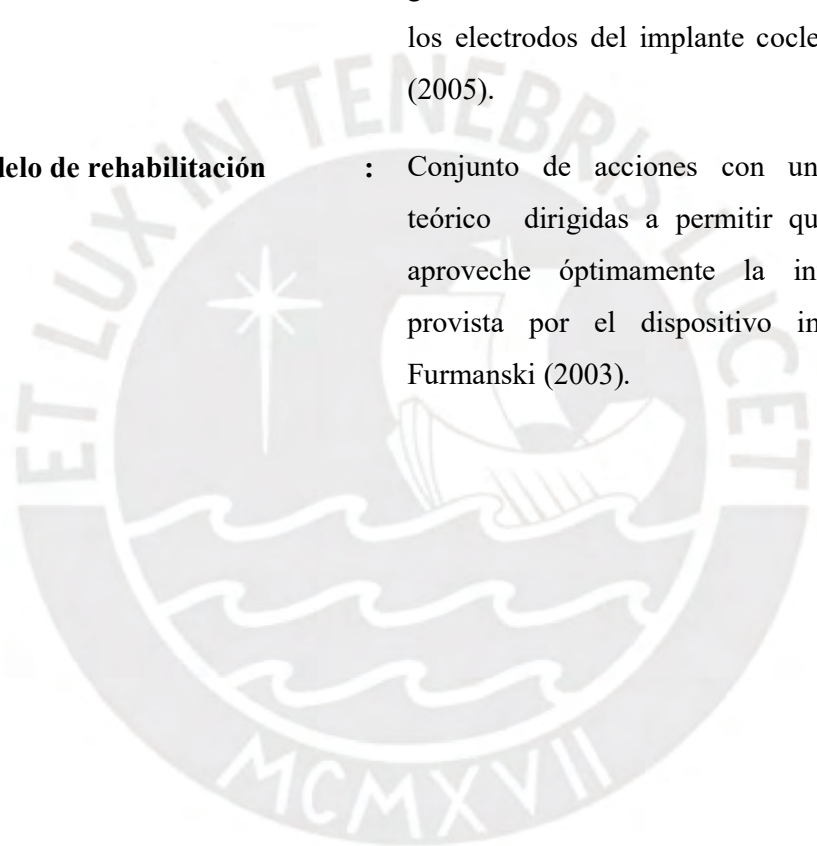 los electrodos del implante cocle
(2005).
delo de rehabilitación : Conjunto de acciones con un
teórico dirigidas a permitir qu
aproveche óptimamente la in
provista por el dispositivo in
Furmanski (2003).
ET LUX IN TENEBRIS LUCET
MCMXVII